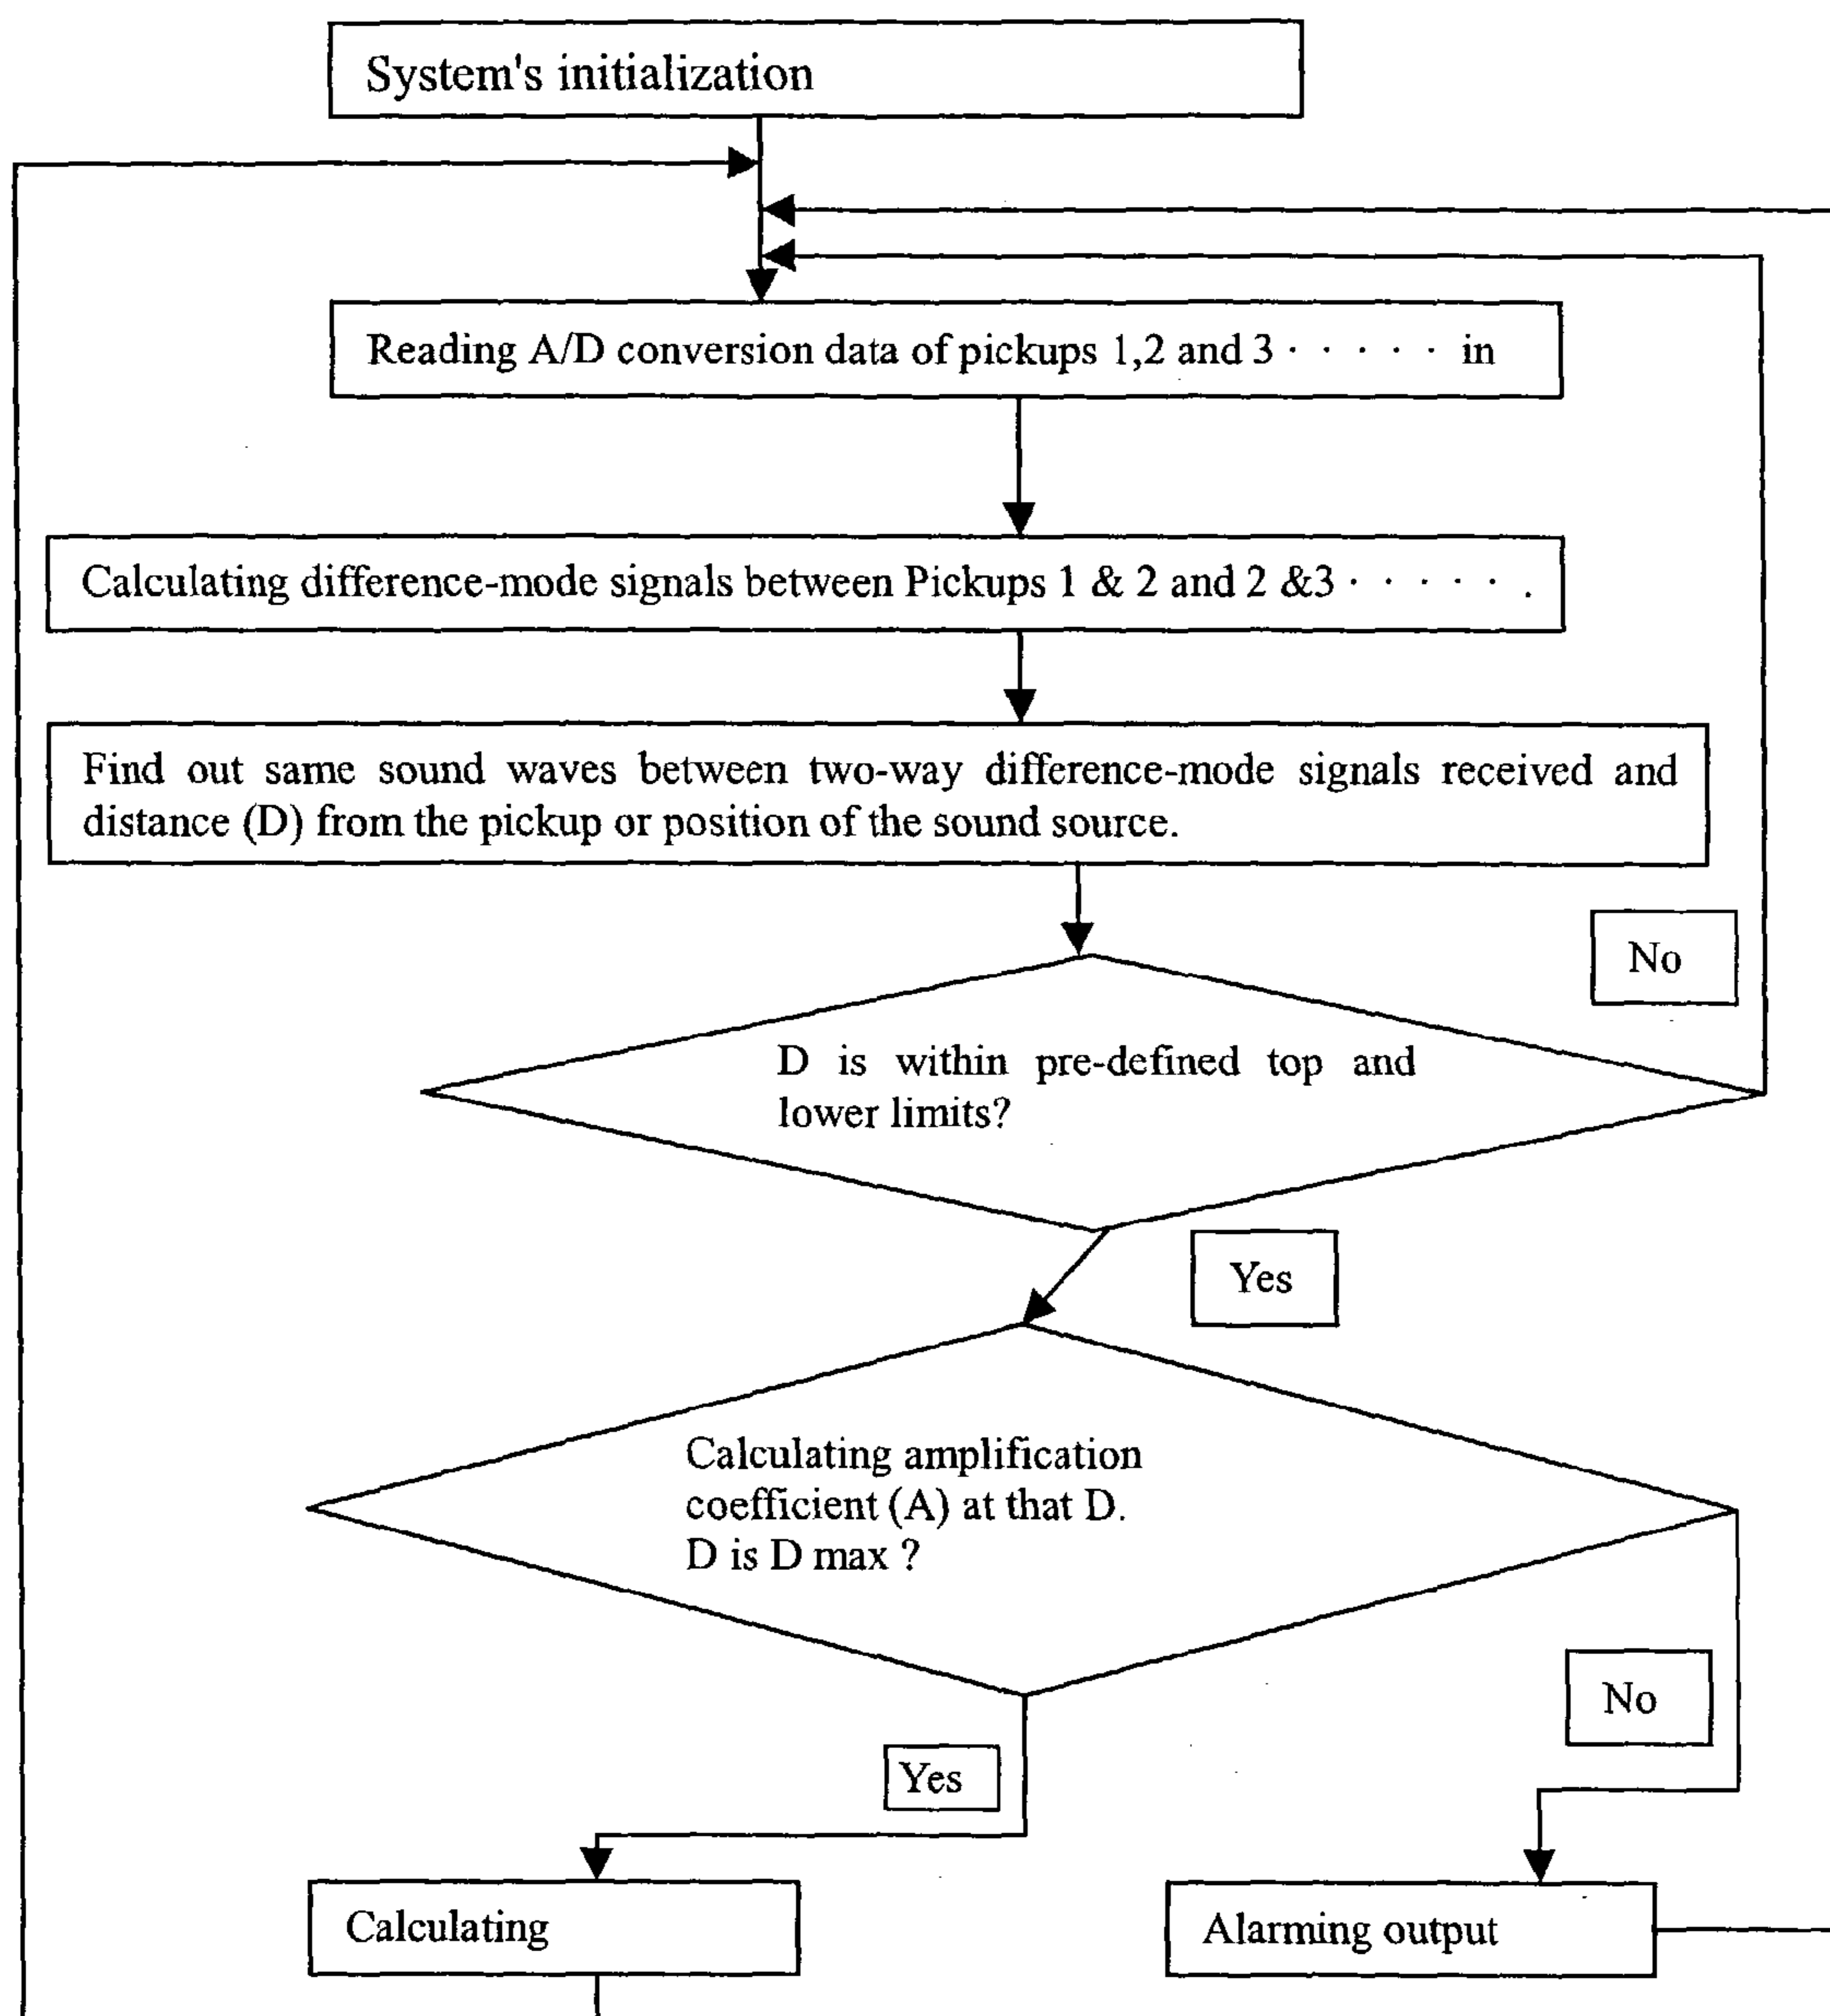 System's initialization
Reading A/D conversion data of pickups 1,2 and 3 · · · · · in
Calculating difference-mode signals between Pickups 1 & 2 and 2 &3 · · · · · .
Find out same sound waves between two-way difference-mode signals received and
distance (D) from the pickup or position of the sound source.
No
D is within pre-defined top and
lower limits?
Yes
Calculating amplification
coefficient (A) at that D.
D is D max ?
No
Yes
Calculating
Alarming output